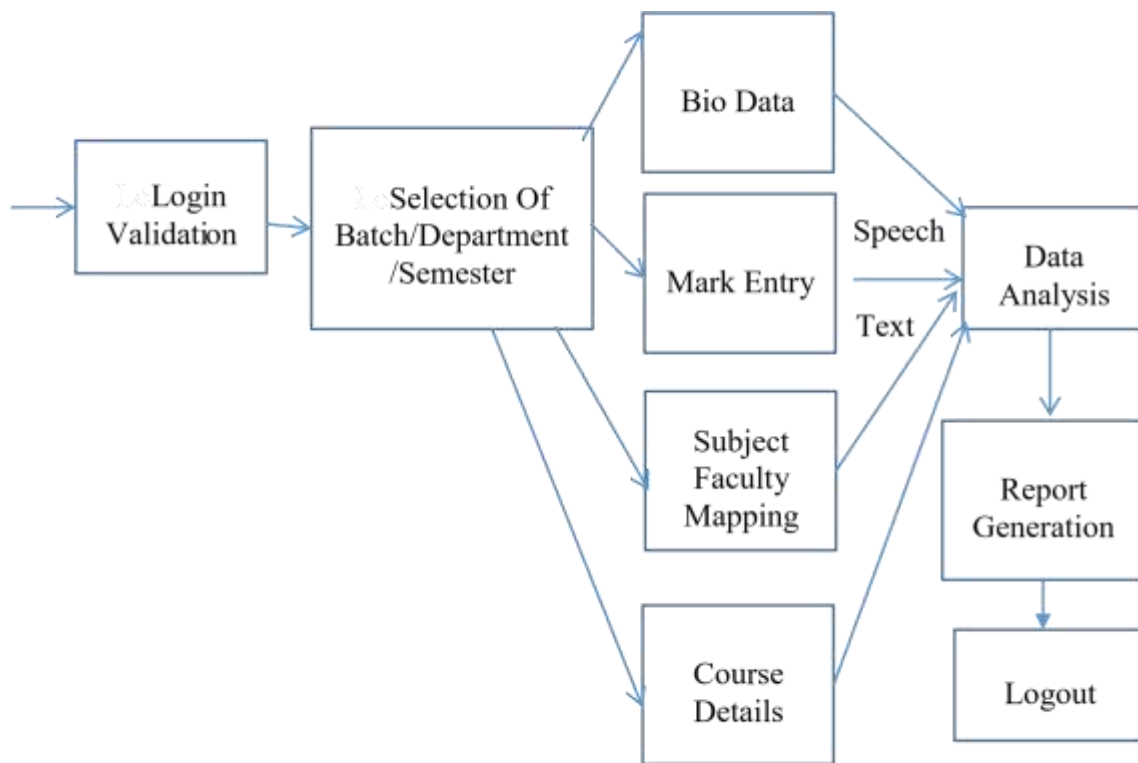 Login
Validation
Selection Of
Batch/Department
/Semester
Bio Data
Mark Entry
Subject
Faculty
Mapping
Course
Details
Speech
Text
Data
Analysis
Report
Generation
Logout